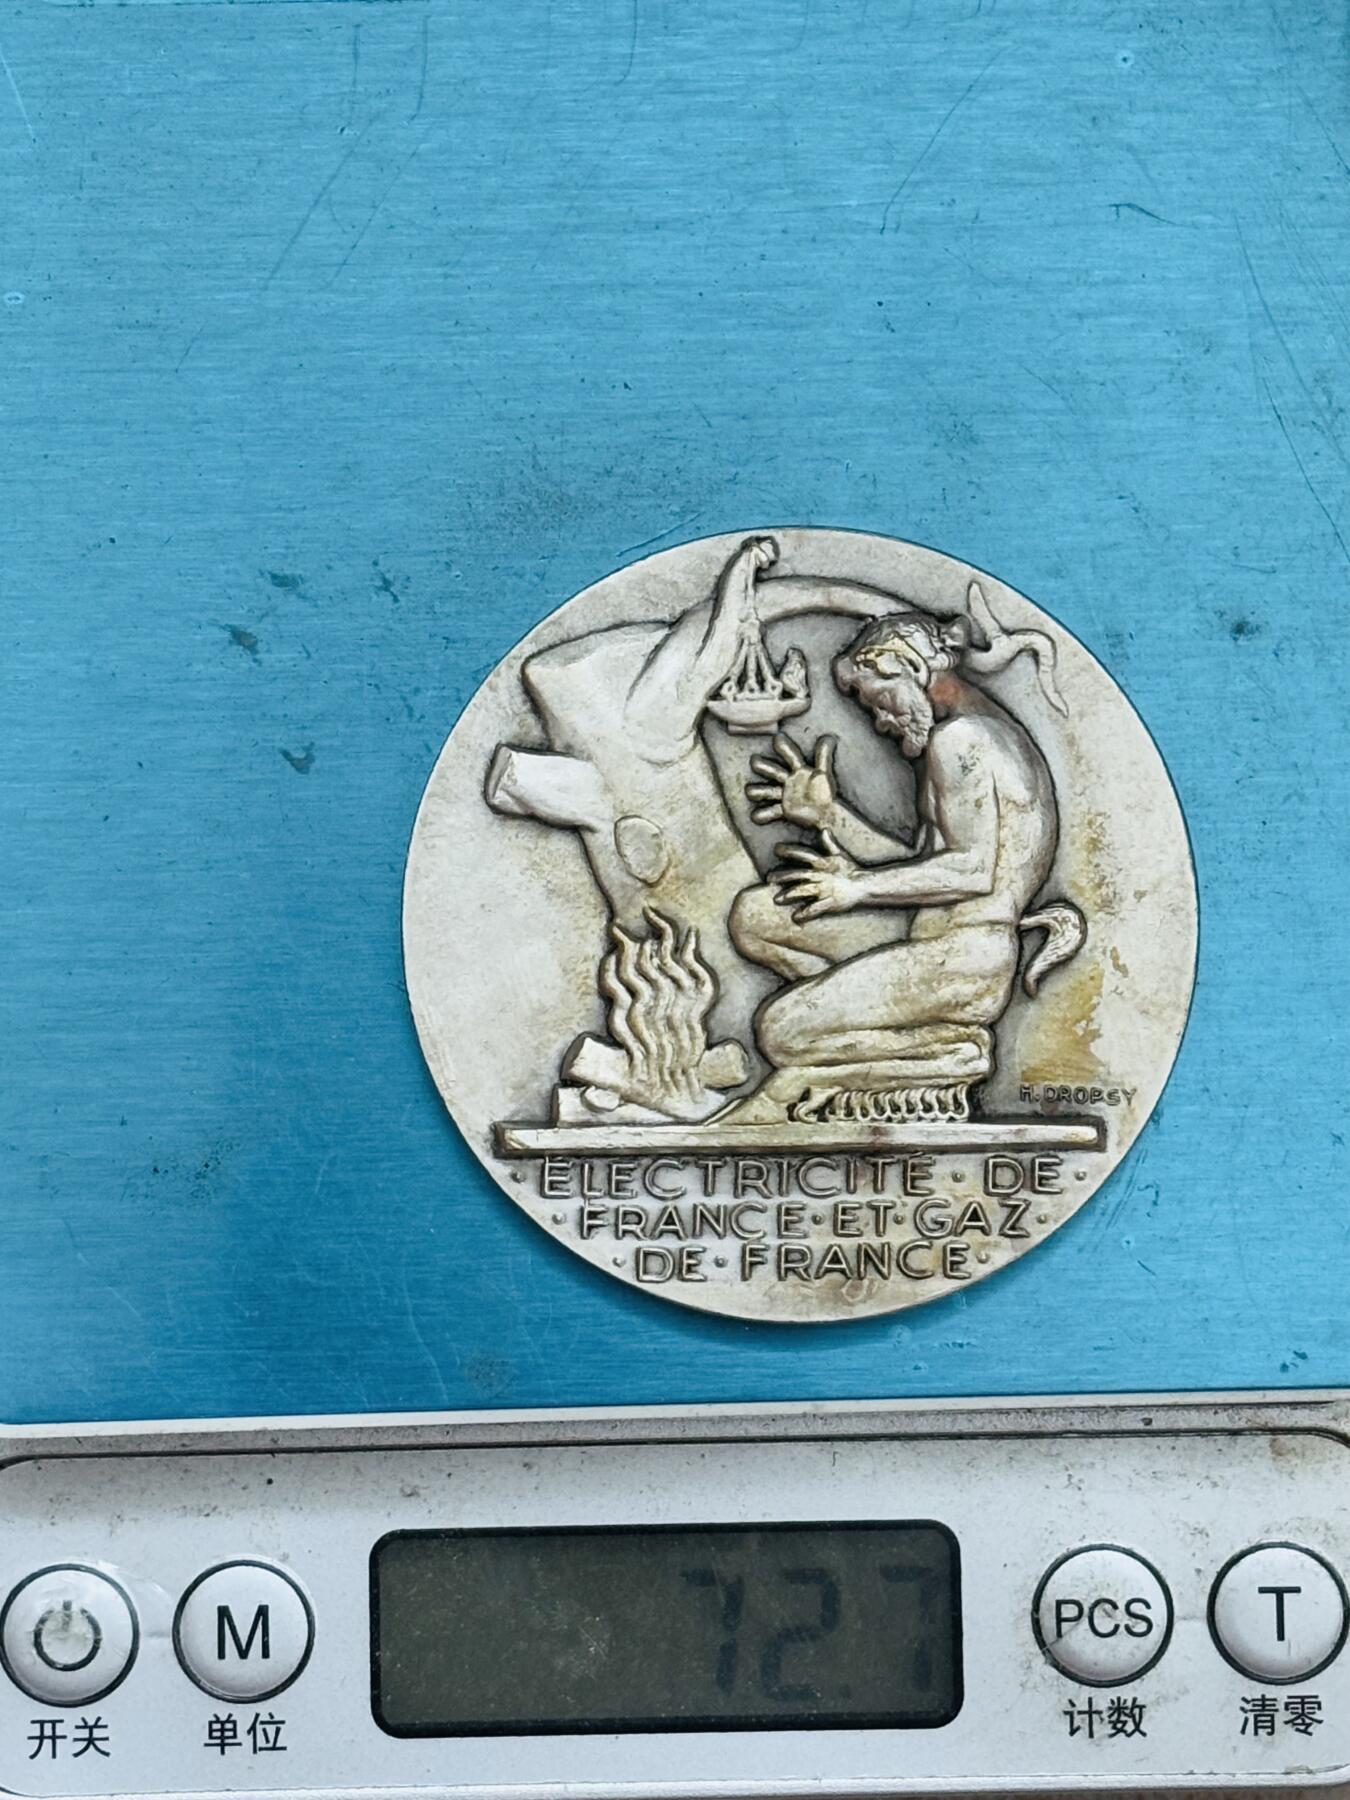 H. DROPSY
·ÉLECTRICITÉ·DE·
·FRANCE·ET·GAZ·
·DE·FRANCE·
72.7
M
PCS
T
开关
单位
计数
清零